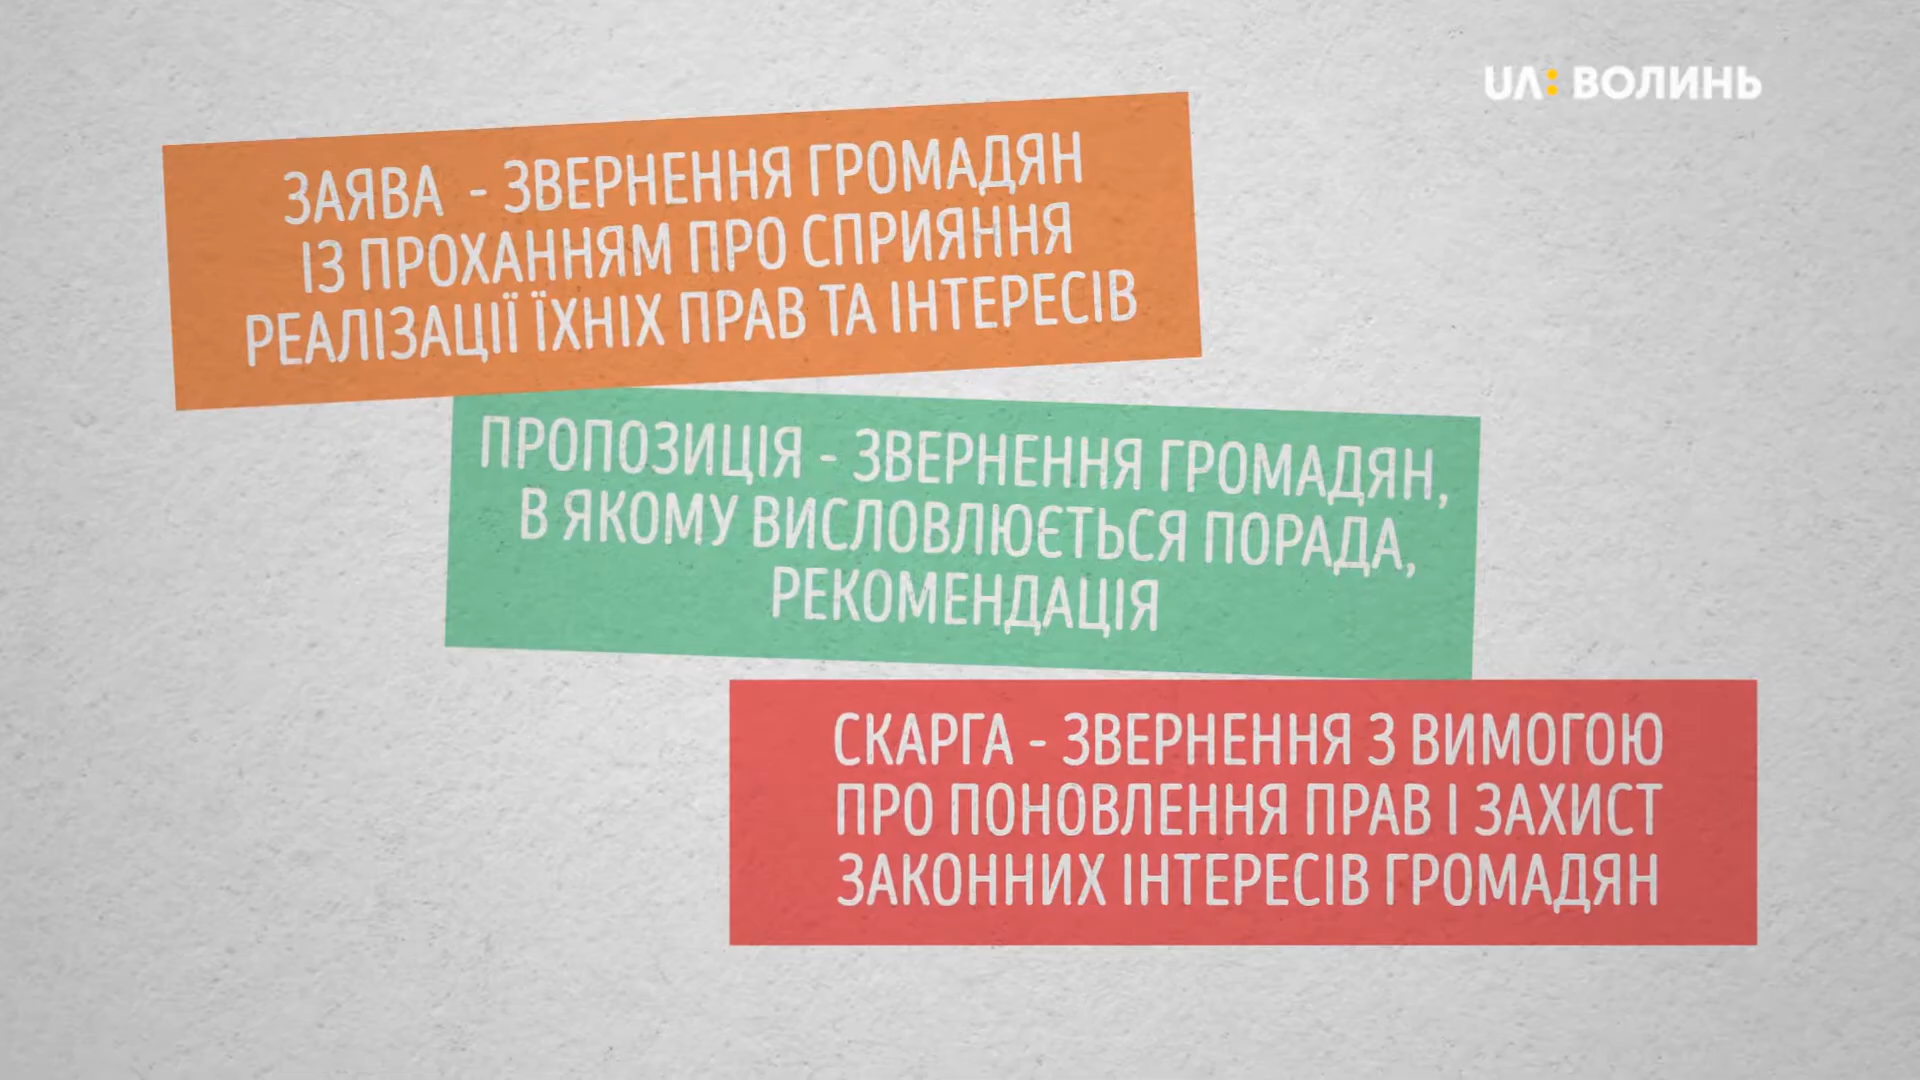 UA: ВОЛИНЬ
ЗАЯВА - ЗВЕРНЕННЯ ГРОМАДЯН
ІЗ ПРОХАННЯМ ПРО СПРИЯННЯ
РЕАЛІЗАЦІЇ ЇХНІХ ПРАВ ТА ІНТЕРЕСІВ
ПРОПОЗИЦІЯ - ЗВЕРНЕННЯ ГРОМАДЯН,
В ЯКОМУ ВИСЛОВЛЮЄТЬСЯ ПОРАДА,
РЕКОМЕНДАЦІЯ
СКАРГА - ЗВЕРНЕННЯ З ВИМОГОЮ
ПРО ПОНОВЛЕННЯ ПРАВ І ЗАХИСТ
ЗАКОННИХ ІНТЕРЕСІВ ГРОМАДЯН